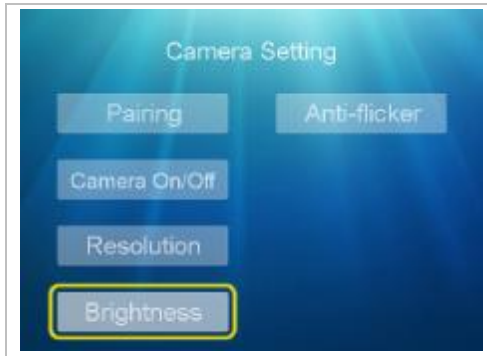 Camera Setting
Pairing
Anti-flicker
Camera On/Off
Resolution
Brightness